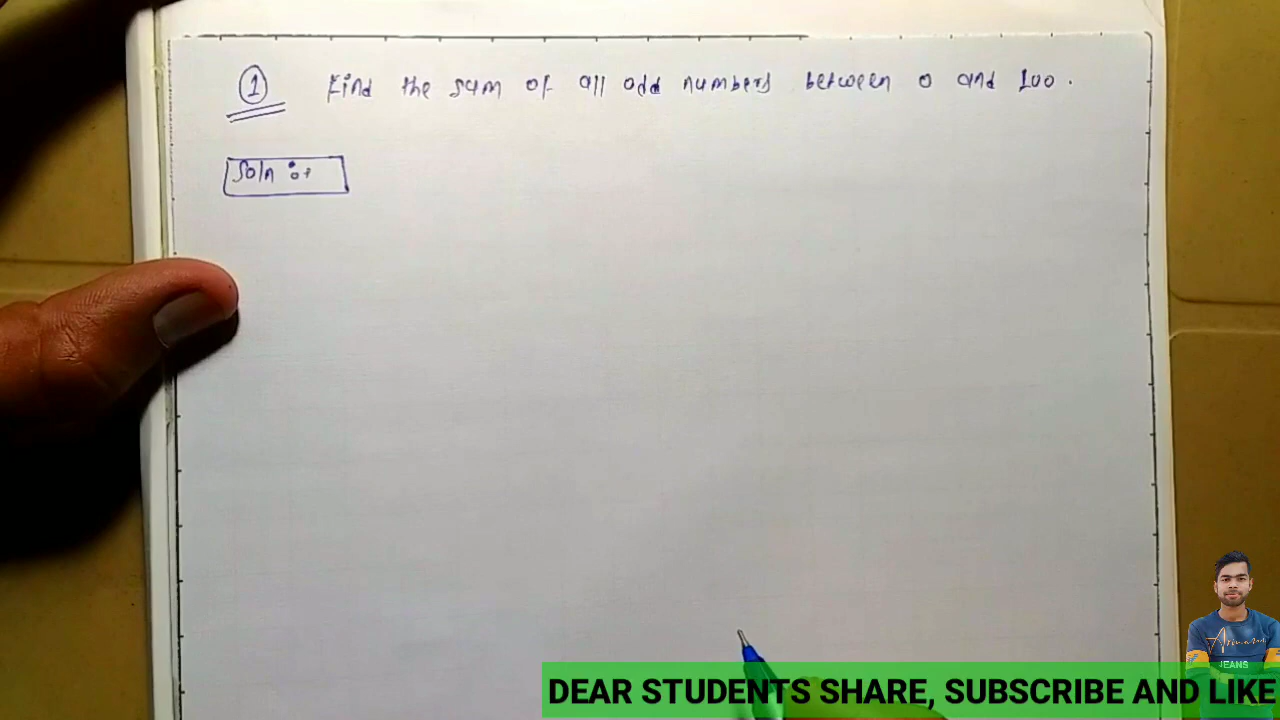 1 Find the sum of all odd numbers between 0 and 100.
Soln :-
JEANS
DEAR STUDENTS SHARE, SUBSCRIBE AND LIKE